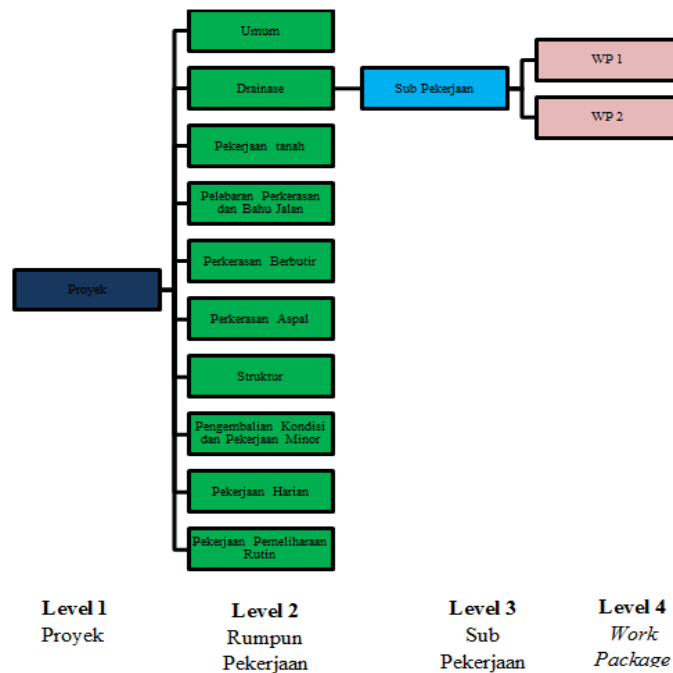 Umum
Drainase
Sub Pekerjaan
WP 1
WP 2
Pekerjaan tanah
Pelebaran Perkerasan
dan Bahu Jalan
Perkerasan Berbutir
Proyek
Perkerasan Aspal
Struktur
Pengembalian Kondisi
dan Pekerjaan Minor
Pekerjaan Harian
Pekerjaan Pemeliharaan
Rutin
Level 1
Proyek
Level 2
Rumpun
Pekerjaan
Level 3
Sub
Pekerjaan
Level 4
Work
Package